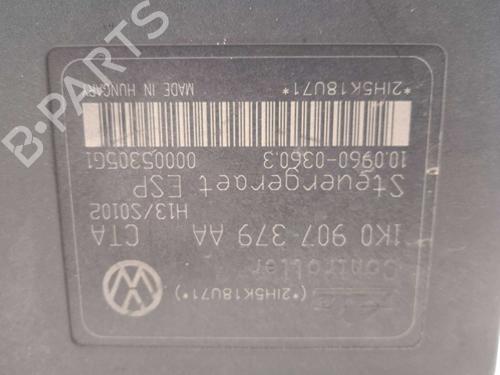 (*2IH5K18U71*)
Controller
1K0 907 379 AA CTA
H13/S0102
Steuergeraet ESP
10.0960-0360.3 00005305G1
MADE IN HUNGARY
*2IH5K18U71*
B-PARTS